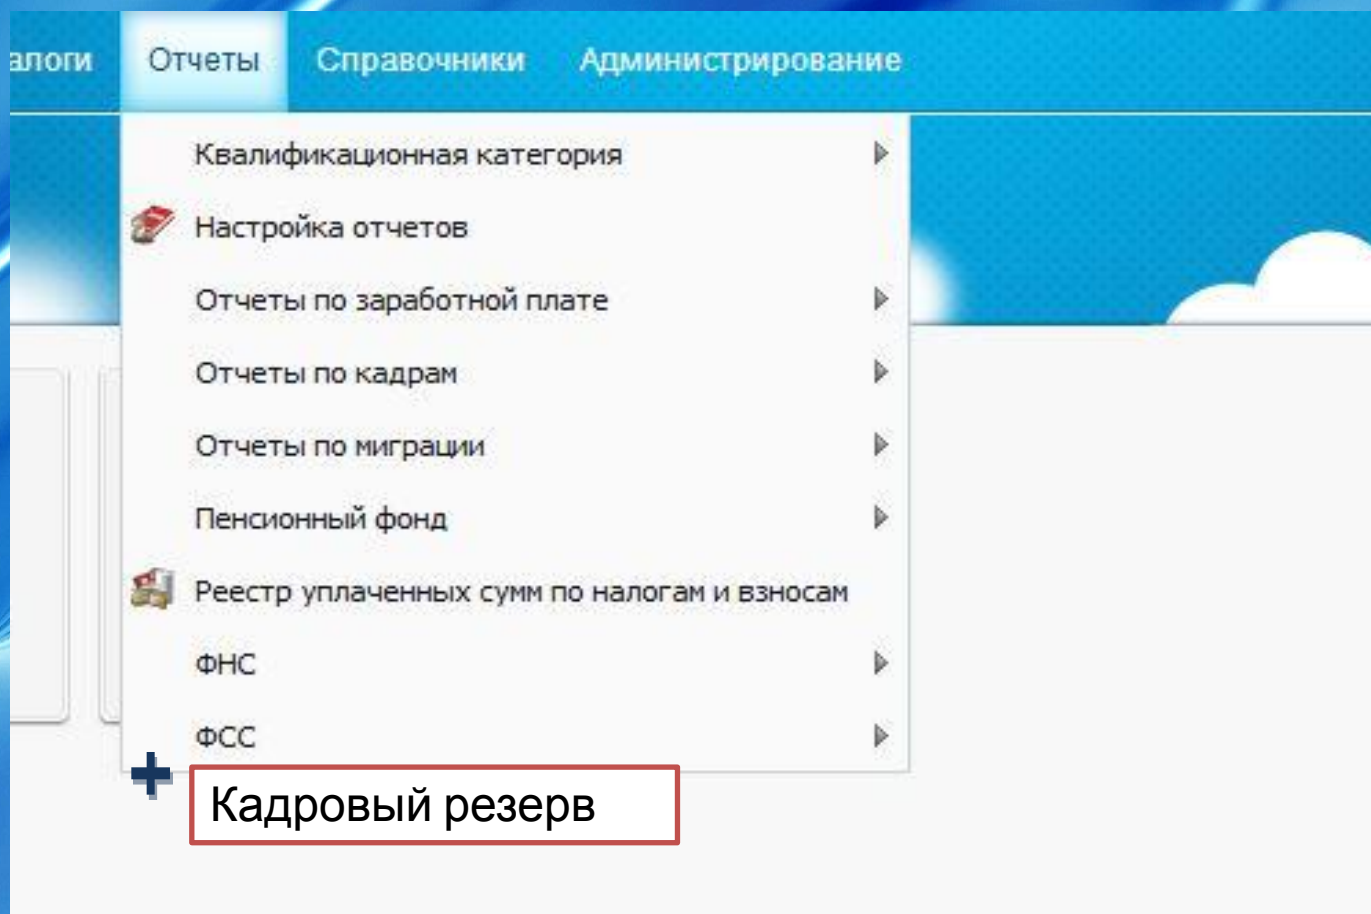 алоги Отчеты Справочники Администрирование
Квалификационная категория
Настройка отчетов
Отчеты по заработной плате
Отчеты по кадрам
Отчеты по миграции
Пенсионный фонд
Реестр уплаченных сумм по налогам и взносам
ФНС
ФСС
Кадровый резерв